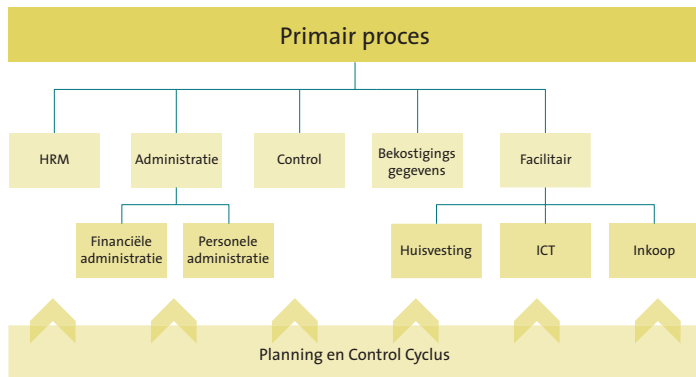 Primair proces
HRM
Administratie
Control
Bekostigings
gegevens
Facilitair
Financiële
administratie
Personele
administratie
Huisvesting
ICT
Inkoop
Planning en Control Cyclus